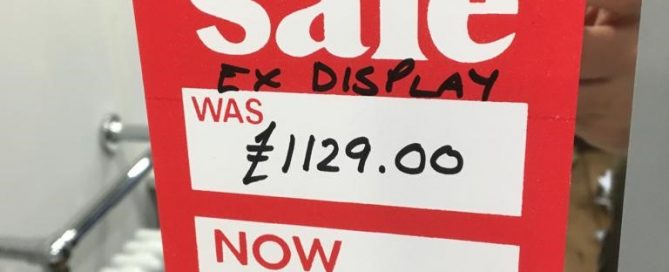 sale
EX DISPLAY
WAS
£1129.00
NOW